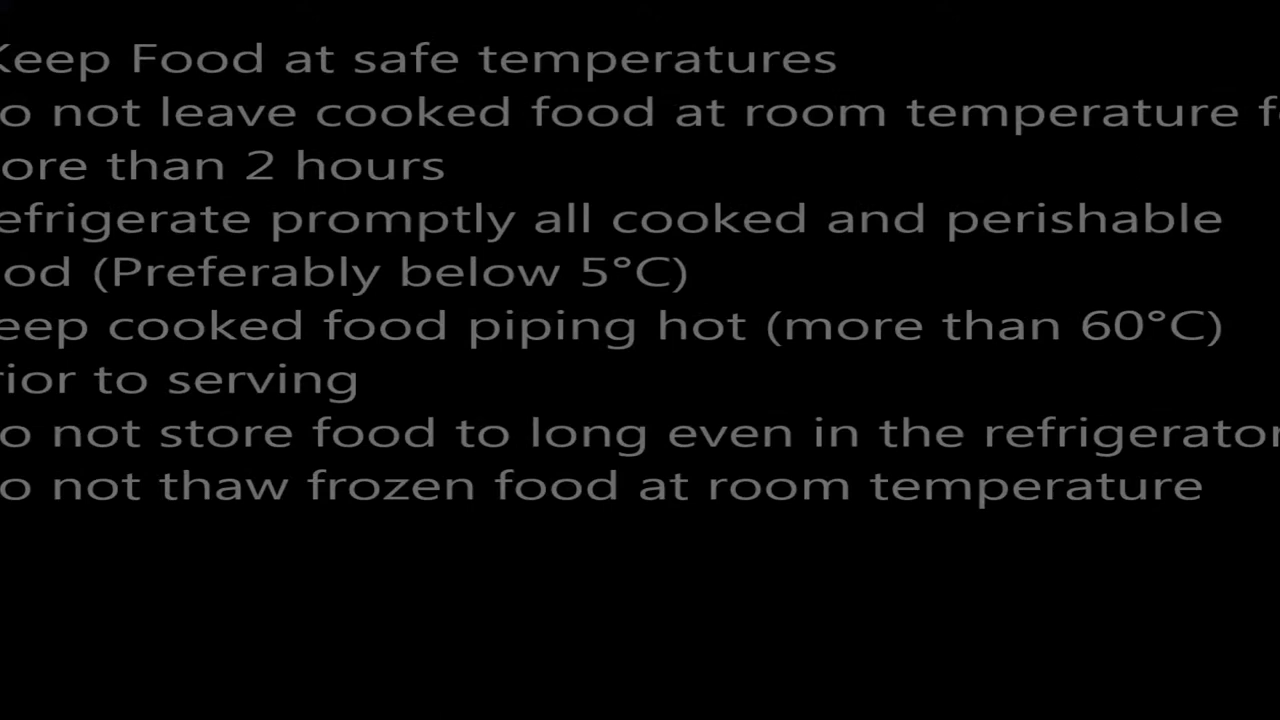 Keep Food at safe temperatures
o not leave cooked food at room temperature f
ore than 2 hours
efrigerate promptly all cooked and perishable
od (Preferably below 5°C)
eep cooked food piping hot (more than 60°C)
rior to serving
o not store food to long even in the refrigerator
o not thaw frozen food at room temperature